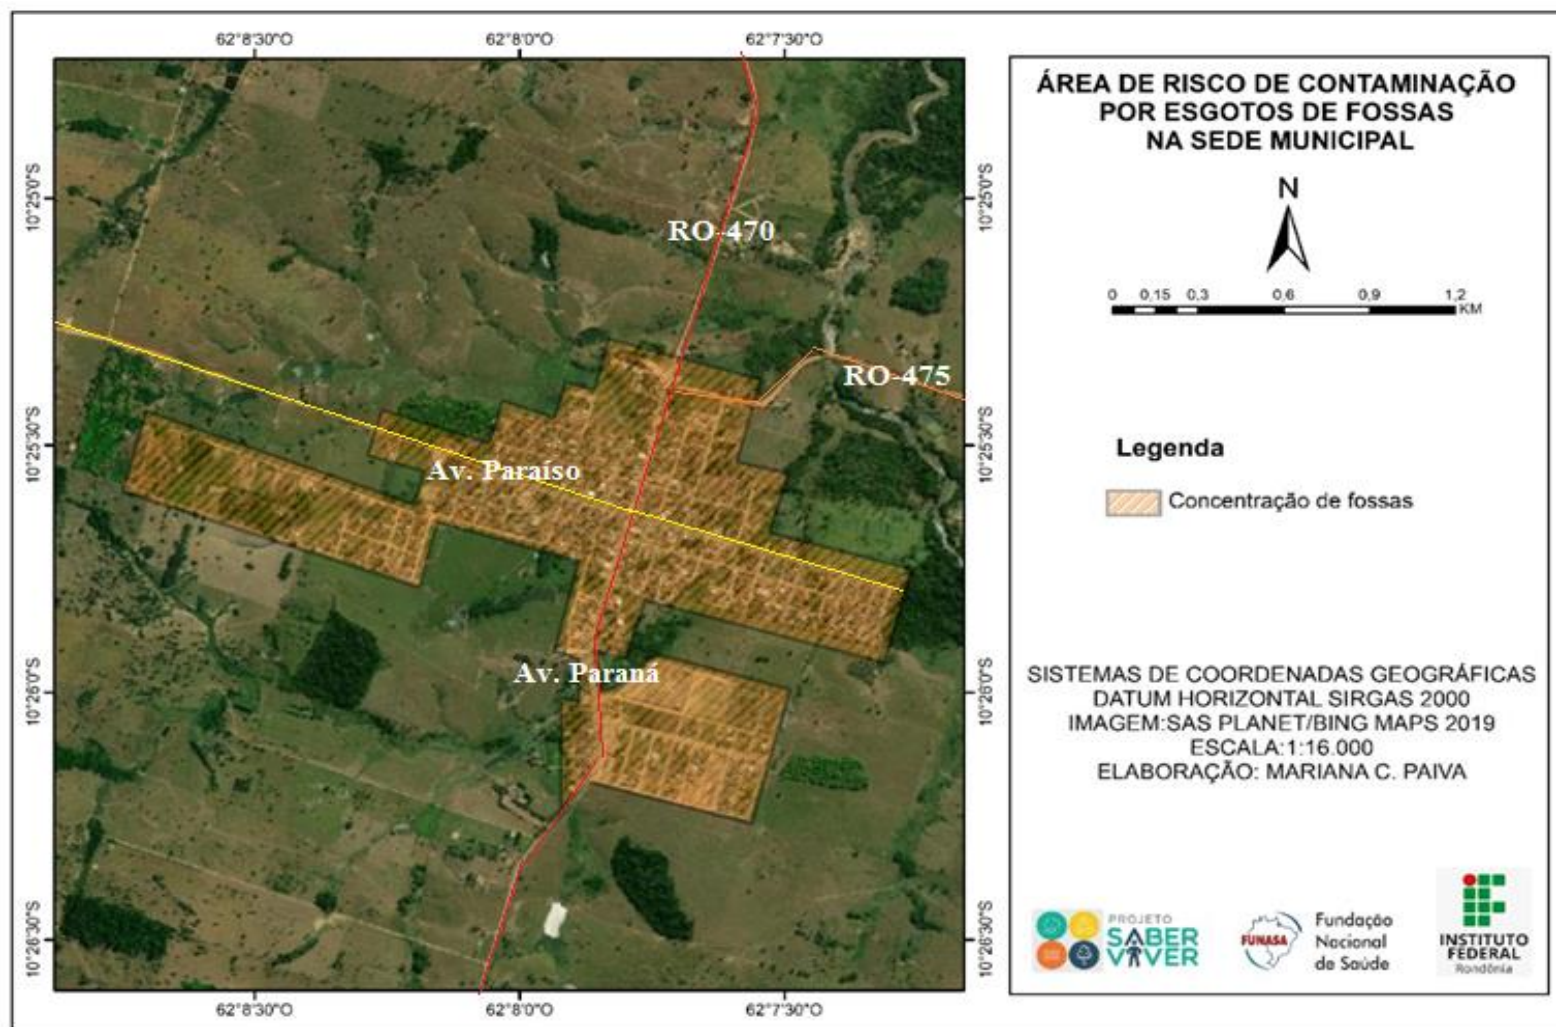 62°8'30"O
62°8'0"O
62°7'30"O
10°25'0"S
10°25'0"S
RO-470
RO-475
10°25'30"S
10°25'30"S
Av. Paraíso
10°26'0"S
10°26'0"S
Av. Paraná
10°26'30"S
10°26'30"S
62°8'30"O
62°8'0"O
62°7'30"O
ÁREA DE RISCO DE CONTAMINAÇÃO
POR ESGOTOS DE FOSSAS
NA SEDE MUNICIPAL
N
0 0,15 0,3 0,6 0,9 1,2
KM
Legenda
Concentração de fossas
SISTEMAS DE COORDENADAS GEOGRÁFICAS
DATUM HORIZONTAL SIRGAS 2000
IMAGEM:SAS PLANET/BING MAPS 2019
ESCALA:1:16.000
ELABORAÇÃO: MARIANA C. PAIVA
PROJETO
SABER
VIVER
FUNASA
Fundação
Nacional
de Saúde
INSTITUTO
FEDERAL
Rondônia